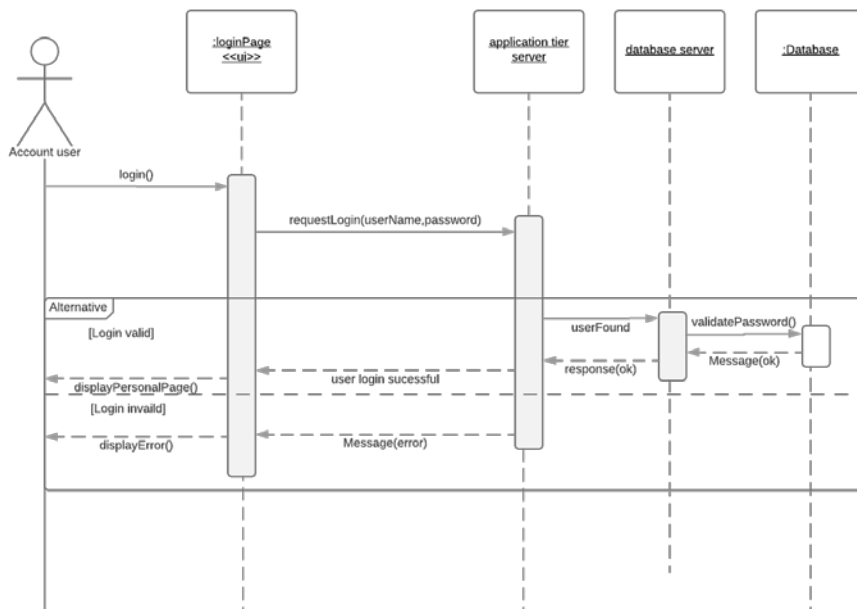 :loginPage
<<ui>>
application tier
server
database server
:Database
Account user
login()
requestLogin(userName,password)
Alternative
[Login valid]
userFound
validatePassword()
Message(ok)
response(ok)
user login sucessful
displayPersonalPage()
[Login invaild]
displayError()
Message(error)